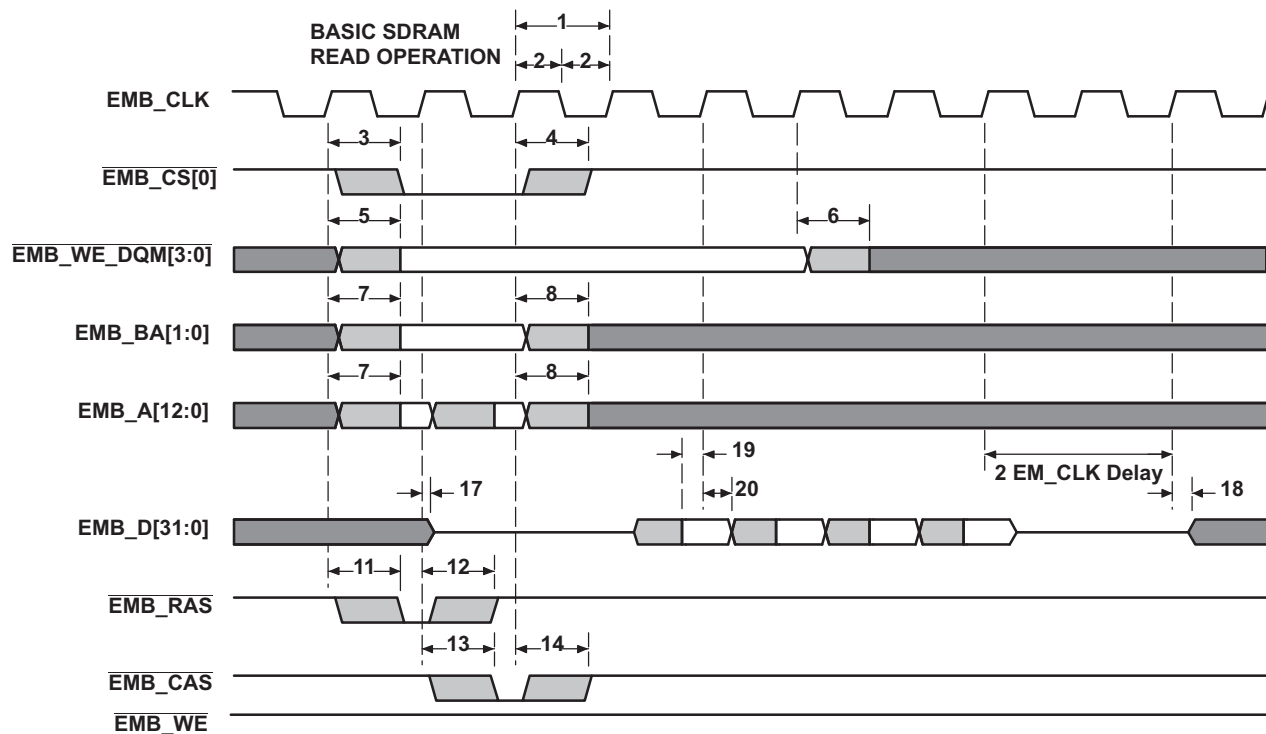 BASIC SDRAM
READ OPERATION
1
2 2
EMB_CLK
3 4
EMB_CS[0]
5 6
EMB_WE_DQM[3:0]
7 8
EMB_BA[1:0]
7 8
EMB_A[12:0]
19
2 EM_CLK Delay
17 20 18
EMB_D[31:0]
11 12
EMB_RAS
13 14
EMB_CAS
EMB_WE